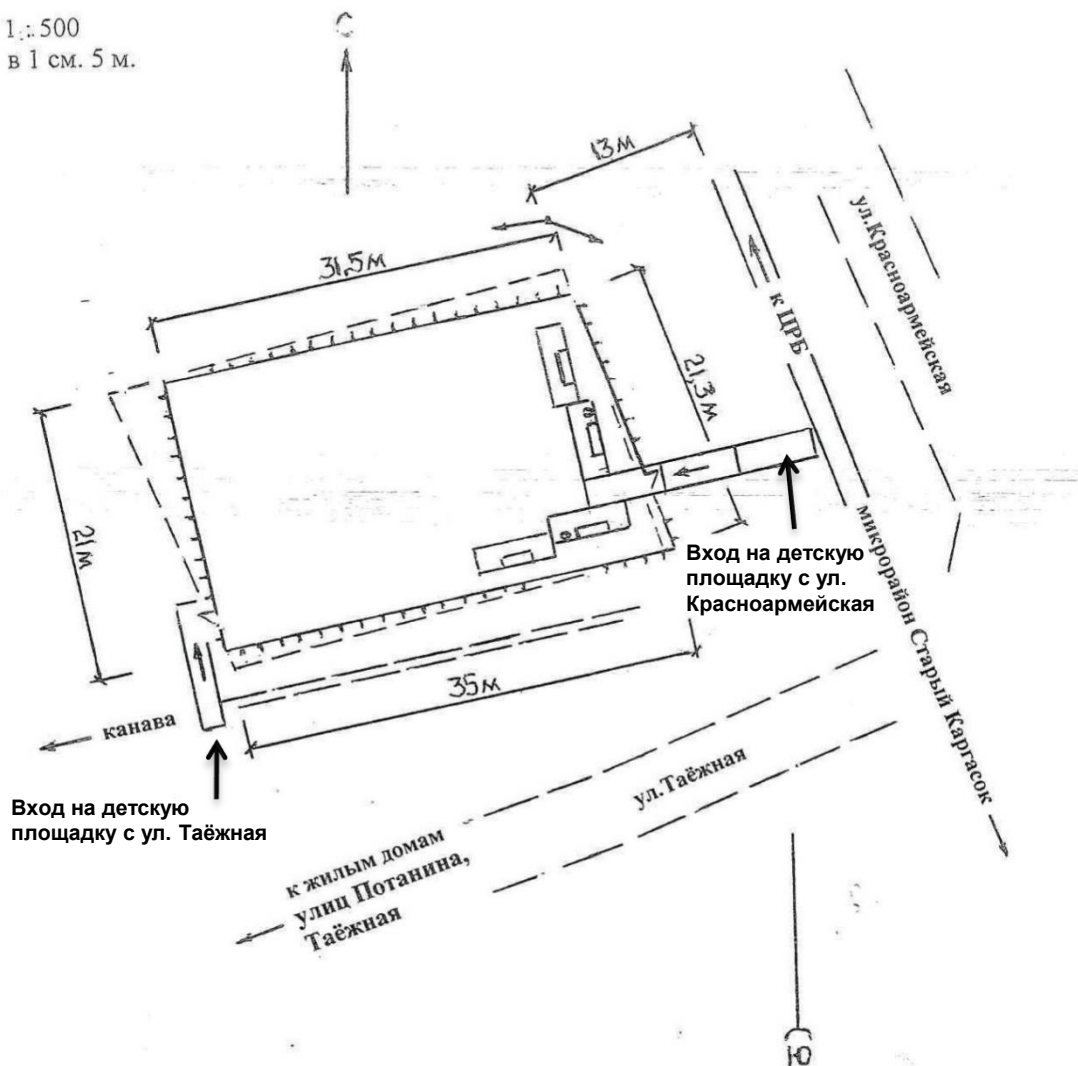 1:500
в 1 см. 5 м.
С
13м
31,5м
ул.Красноармейская
к ЦРБ
21,3м
21м
Вход на детскую
площадку с ул.
Красноармейская
микрорайон Старый Каргасок
35м
канава
ул.Таёжная
Вход на детскую
площадку с ул. Таёжная
к жилым домам
улиц Потанина,
Таёжная
Ю